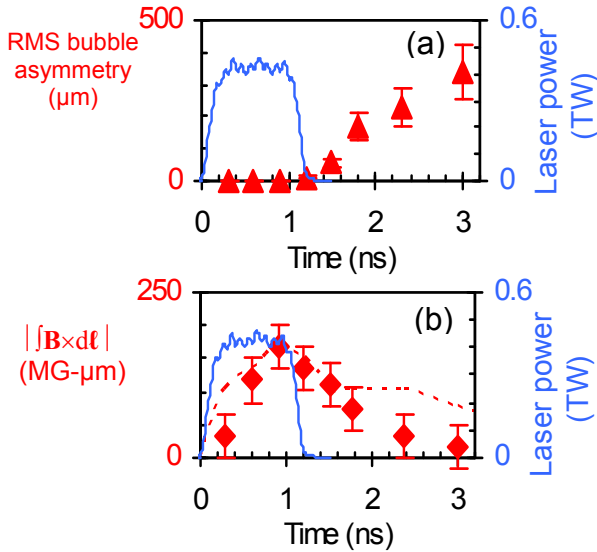 RMS bubble
asymmetry
(µm)
500
0
(a)
0.6
0
Laser power
(TW)
0 1 2 3
Time (ns)
|∫B×dℓ|
(MG-µm)
250
0
(b)
0.6
0
Laser power
(TW)
0 1 2 3
Time (ns)